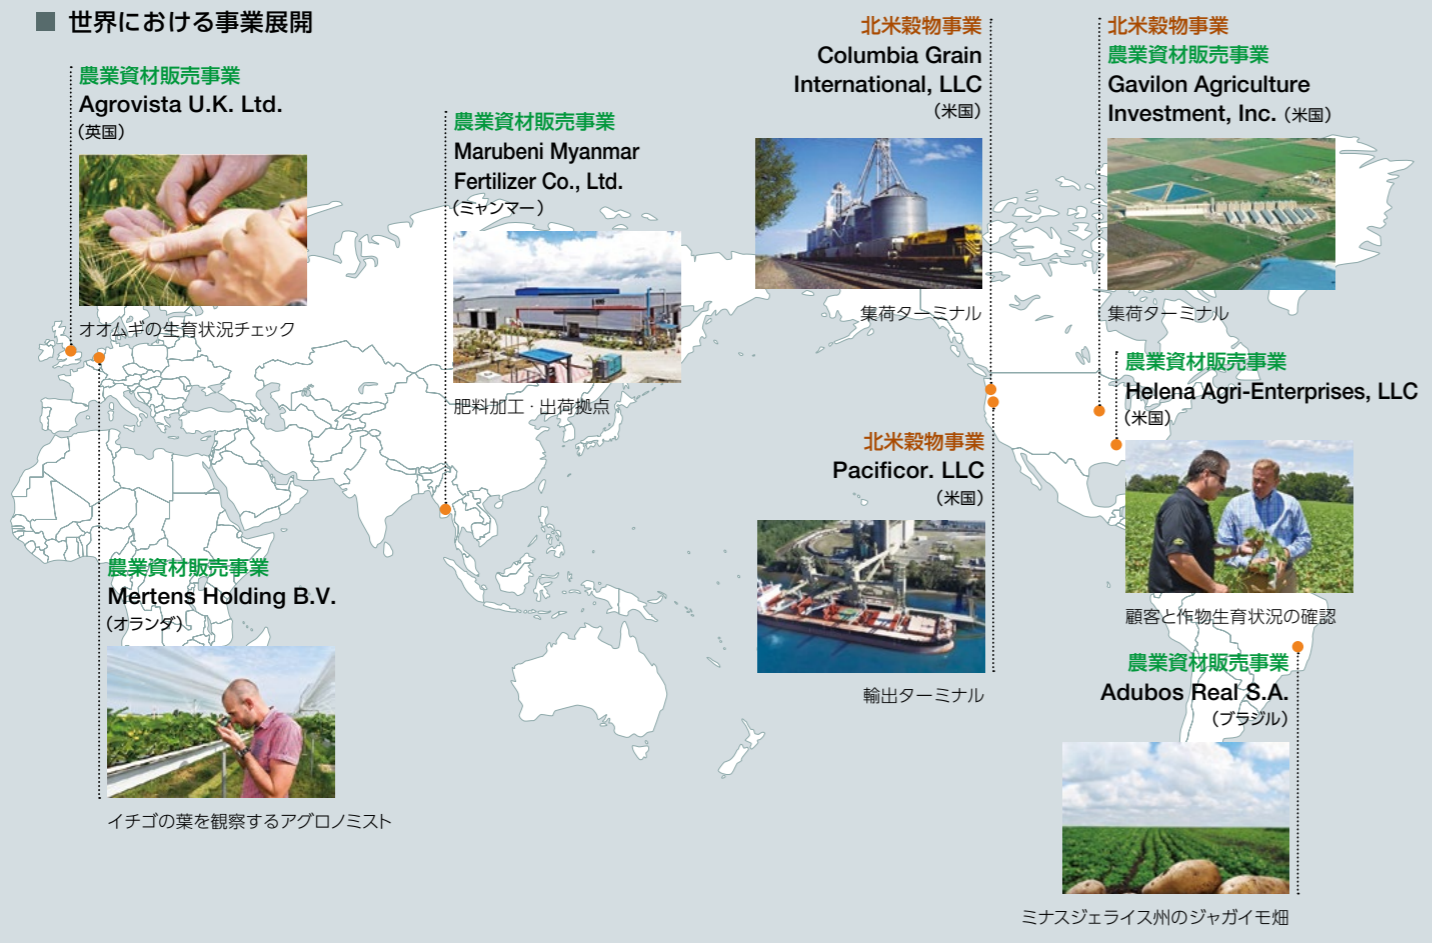 世界における事業展開
農業資材販売事業
Agrovista U.K. Ltd.
（英国）
オオムギの生育状況チェック
農業資材販売事業
Marubeni Myanmar
Fertilizer Co., Ltd.
（ミャンマー）
肥料加工・出荷拠点
北米穀物事業
Columbia Grain
International, LLC
（米国）
集荷ターミナル
北米穀物事業
農業資材販売事業
Gavilon Agriculture
Investment, Inc.（米国）
集荷ターミナル
農業資材販売事業
Helena Agri-Enterprises, LLC
（米国）
顧客と作物生育状況の確認
北米穀物事業
Pacificor. LLC
（米国）
輸出ターミナル
農業資材販売事業
Mertens Holding B.V.
（オランダ）
イチゴの葉を観察するアグロノミスト
農業資材販売事業
Adubos Real S.A.
（ブラジル）
ミナスジェライス州のジャガイモ畑